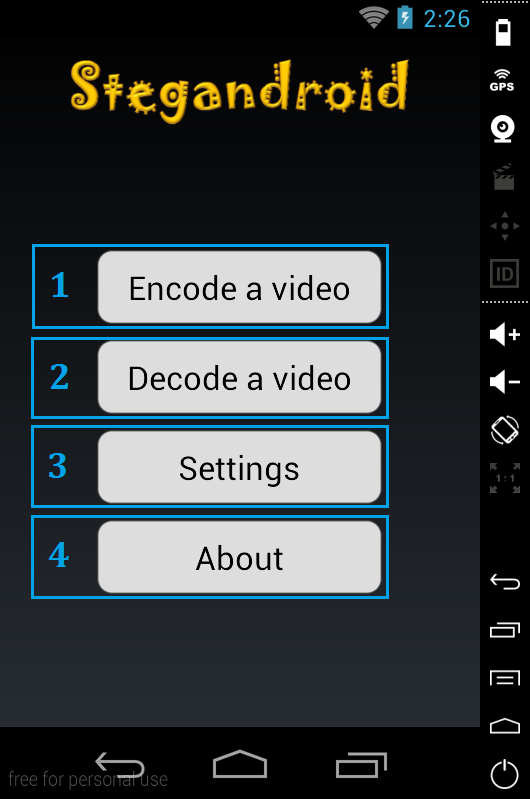 2:26
Stegandroid
GPS
1 Encode a video
ID
2 Decode a video
3 Settings
1:1
4 About
free for personal use